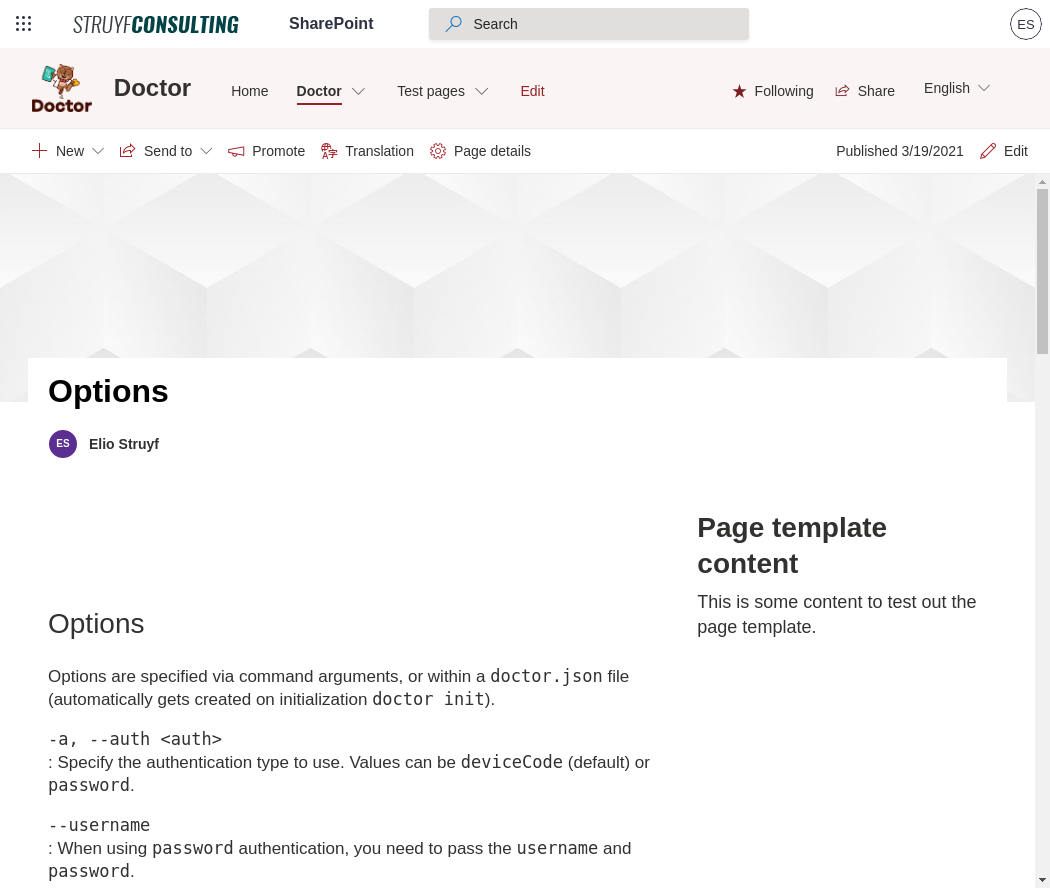 STRUYFCONSULTING SharePoint Search ES
Doctor Doctor Home Doctor Test pages Edit Following Share English
New Send to Promote Translation Page details Published 3/19/2021 Edit
Options
ES Elio Struyf
Page template
content
This is some content to test out the
page template.
Options
Options are specified via command arguments, or within a doctor.json file
(automatically gets created on initialization doctor init).
-a, --auth <auth>
: Specify the authentication type to use. Values can be deviceCode (default) or
password.
--username
: When using password authentication, you need to pass the username and
password.